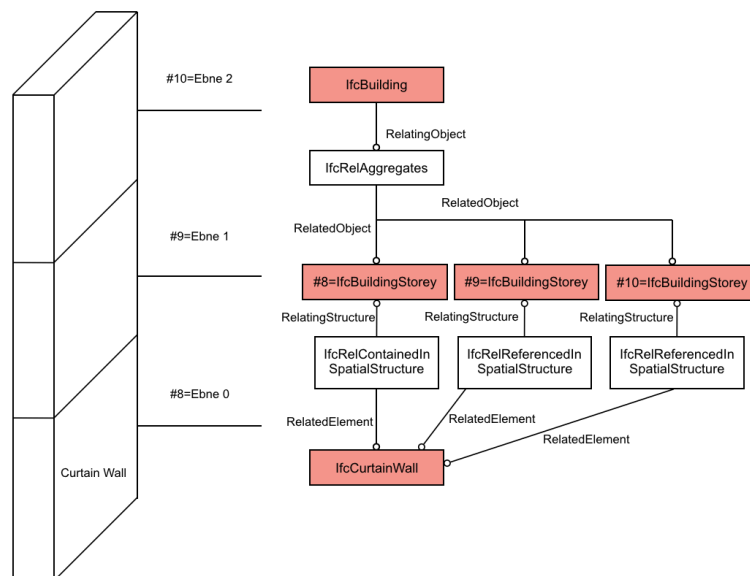 #10=Ebne 2
IfcBuilding
RelatingObject
IfcRelAggregates
RelatedObject
RelatedObject
#9=Ebne 1
#8=IfcBuildingStorey
#9=IfcBuildingStorey
#10=IfcBuildingStorey
RelatingStructure
RelatingStructure
RelatingStructure
IfcRelContainedIn
SpatialStructure
IfcRelReferencedIn
SpatialStructure
IfcRelReferencedIn
SpatialStructure
#8=Ebne 0
RelatedElement
RelatedElement
RelatedElement
Curtain Wall
IfcCurtainWall